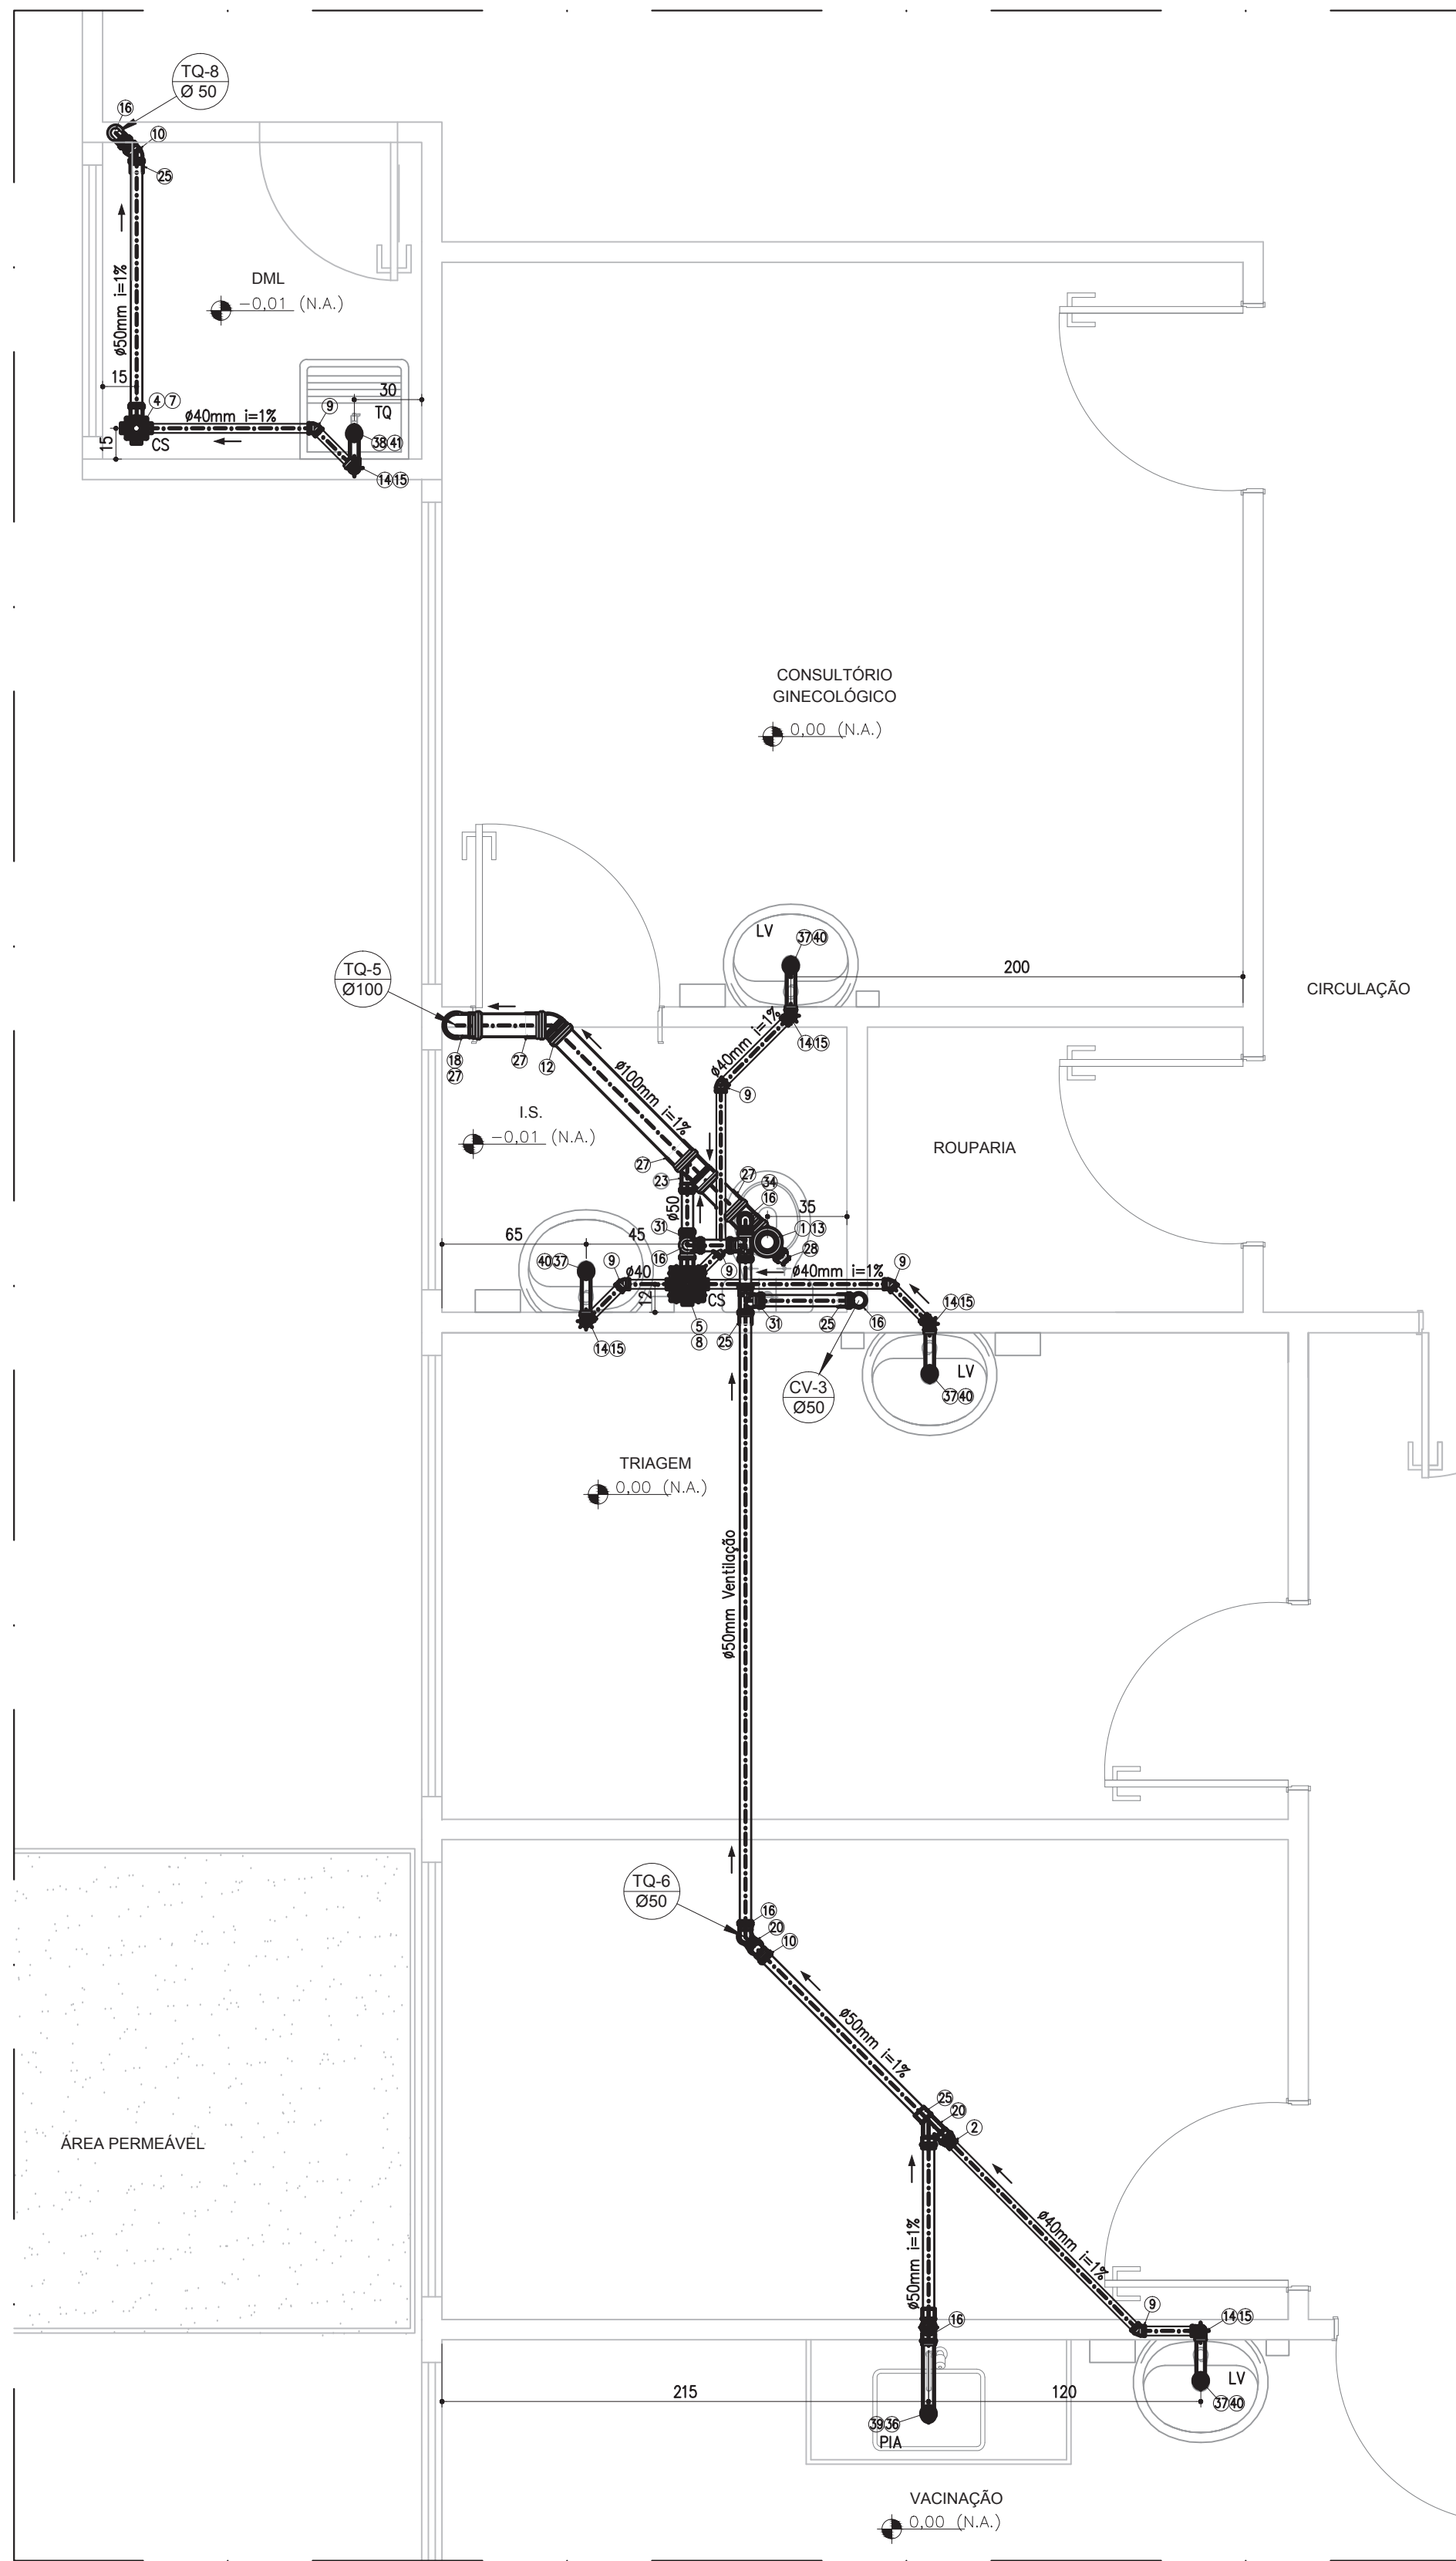 TQ-8
Ø 50
16
10
25
DML
-0,01 (N.A.)
ø50mm i=1%
15
30
4 7
ø40mm i=1%
9
TQ
15
CS
38 41
14 15
CONSULTÓRIO
GINECOLÓGICO
0,00 (N.A.)
LV
37 40
200
TQ-5
Ø100
CIRCULAÇÃO
18
27
27
12
14 15
ø40mm i=1%
ø100mm i=1%
9
I.S.
-0,01 (N.A.)
ROUPARIA
27
23
27
34
16
35
ø50
31
1 13
65
45
16
28
40 37
9
ø40
9
ø40mm i=1%
9
12
CS
14 15
5
8
25
31
25
16
14 15
LV
37 40
CV-3
Ø50
TRIAGEM
0,00 (N.A.)
ø50mm Ventilação
TQ-6
Ø50
16
20
10
ø50mm i=1%
25
20
2
ÁREA PERMEÁVEL
ø50mm i=1%
ø40mm i=1%
9
14 15
16
LV
215
120
37 40
39 36
PIA
VACINAÇÃO
0,00 (N.A.)